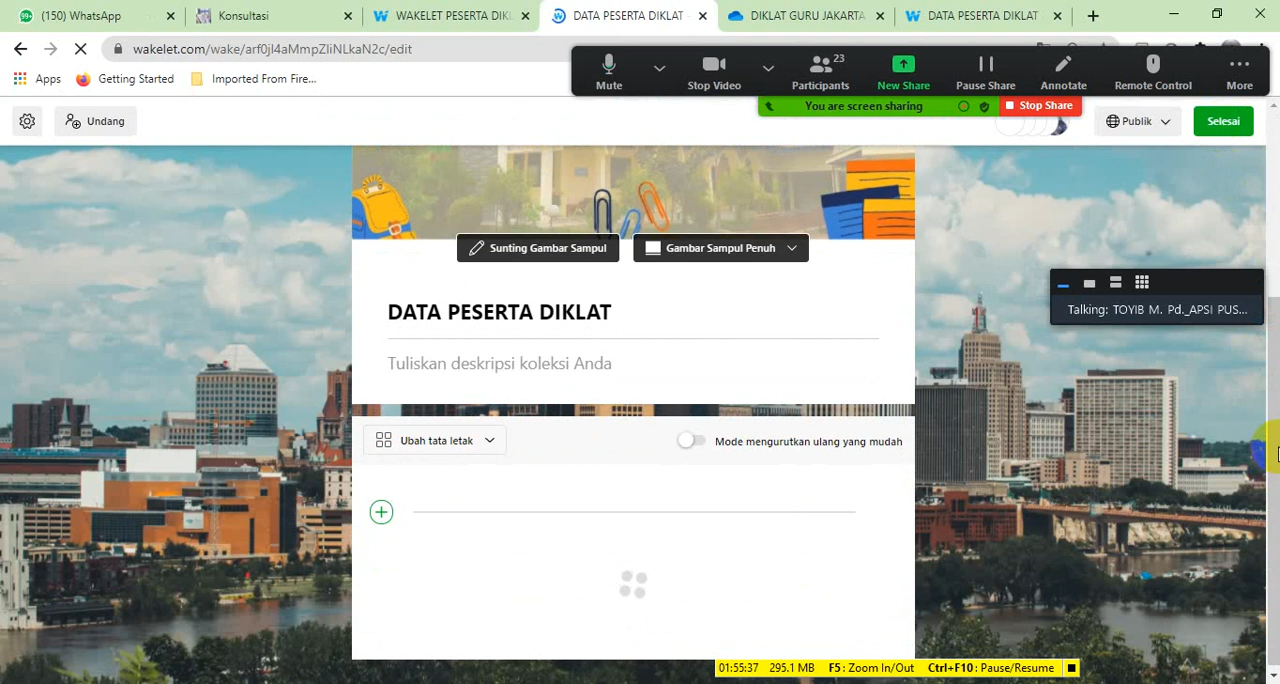 99+ (150) WhatsApp
Konsultasi
WAKELET PESERTA DIKL
DATA PESERTA DIKLAT -
DIKLAT GURU JAKARTA
DATA PESERTA DIKLAT
wakelet.com/wake/arf0jl4aMmpZIiNLkaN2c/edit
Apps
Getting Started
Imported From Fire...
Mute
Stop Video
Participants
23
New Share
Pause Share
Annotate
Remote Control
More
You are screen sharing
Stop Share
Undang
Publik
Selesai
Sunting Gambar Sampul
Gambar Sampul Penuh
Talking: TOYIB M. Pd._APSI PUS...
DATA PESERTA DIKLAT
Tuliskan deskripsi koleksi Anda
Ubah tata letak
Mode mengurutkan ulang yang mudah
01:55:37 295.1 MB F5: Zoom In/Out Ctrl+F10: Pause/Resume